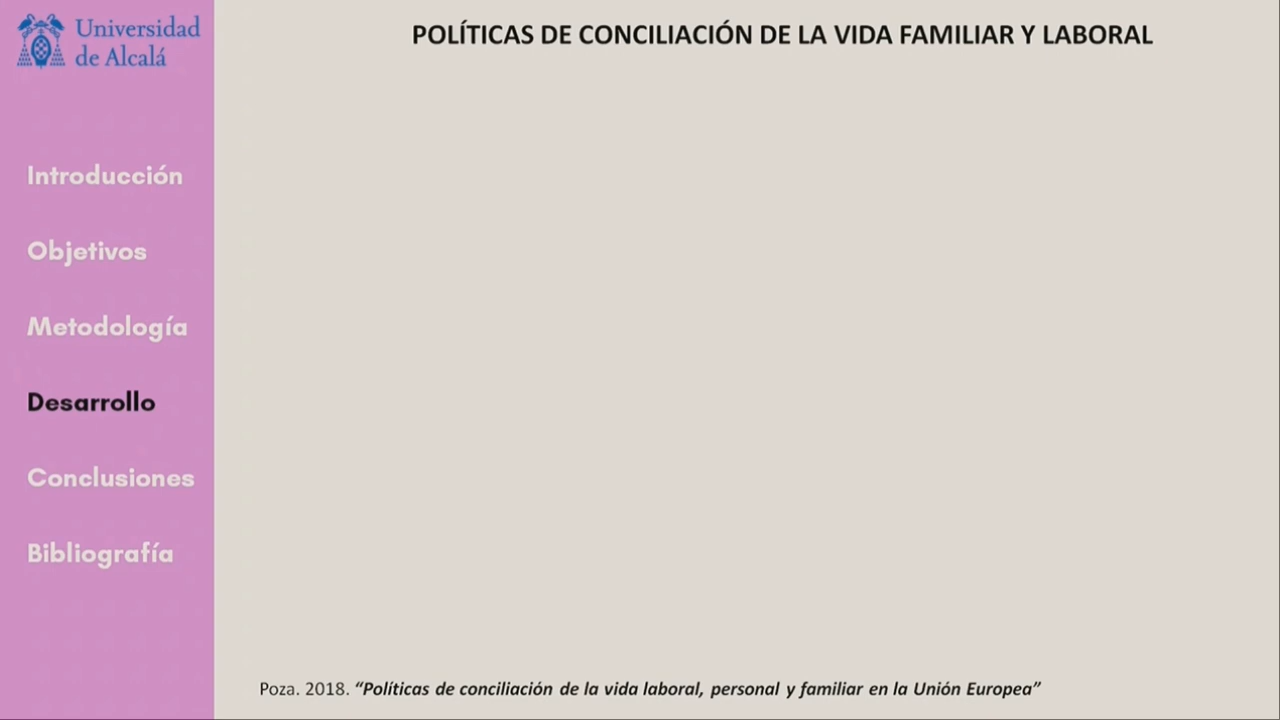 Universidad
de Alcalá
POLÍTICAS DE CONCILIACIÓN DE LA VIDA FAMILIAR Y LABORAL
Introducción
Objetivos
Metodología
Desarrollo
Conclusiones
Bibliografía
Poza. 2018. “Políticas de conciliación de la vida laboral, personal y familiar en la Unión Europea”